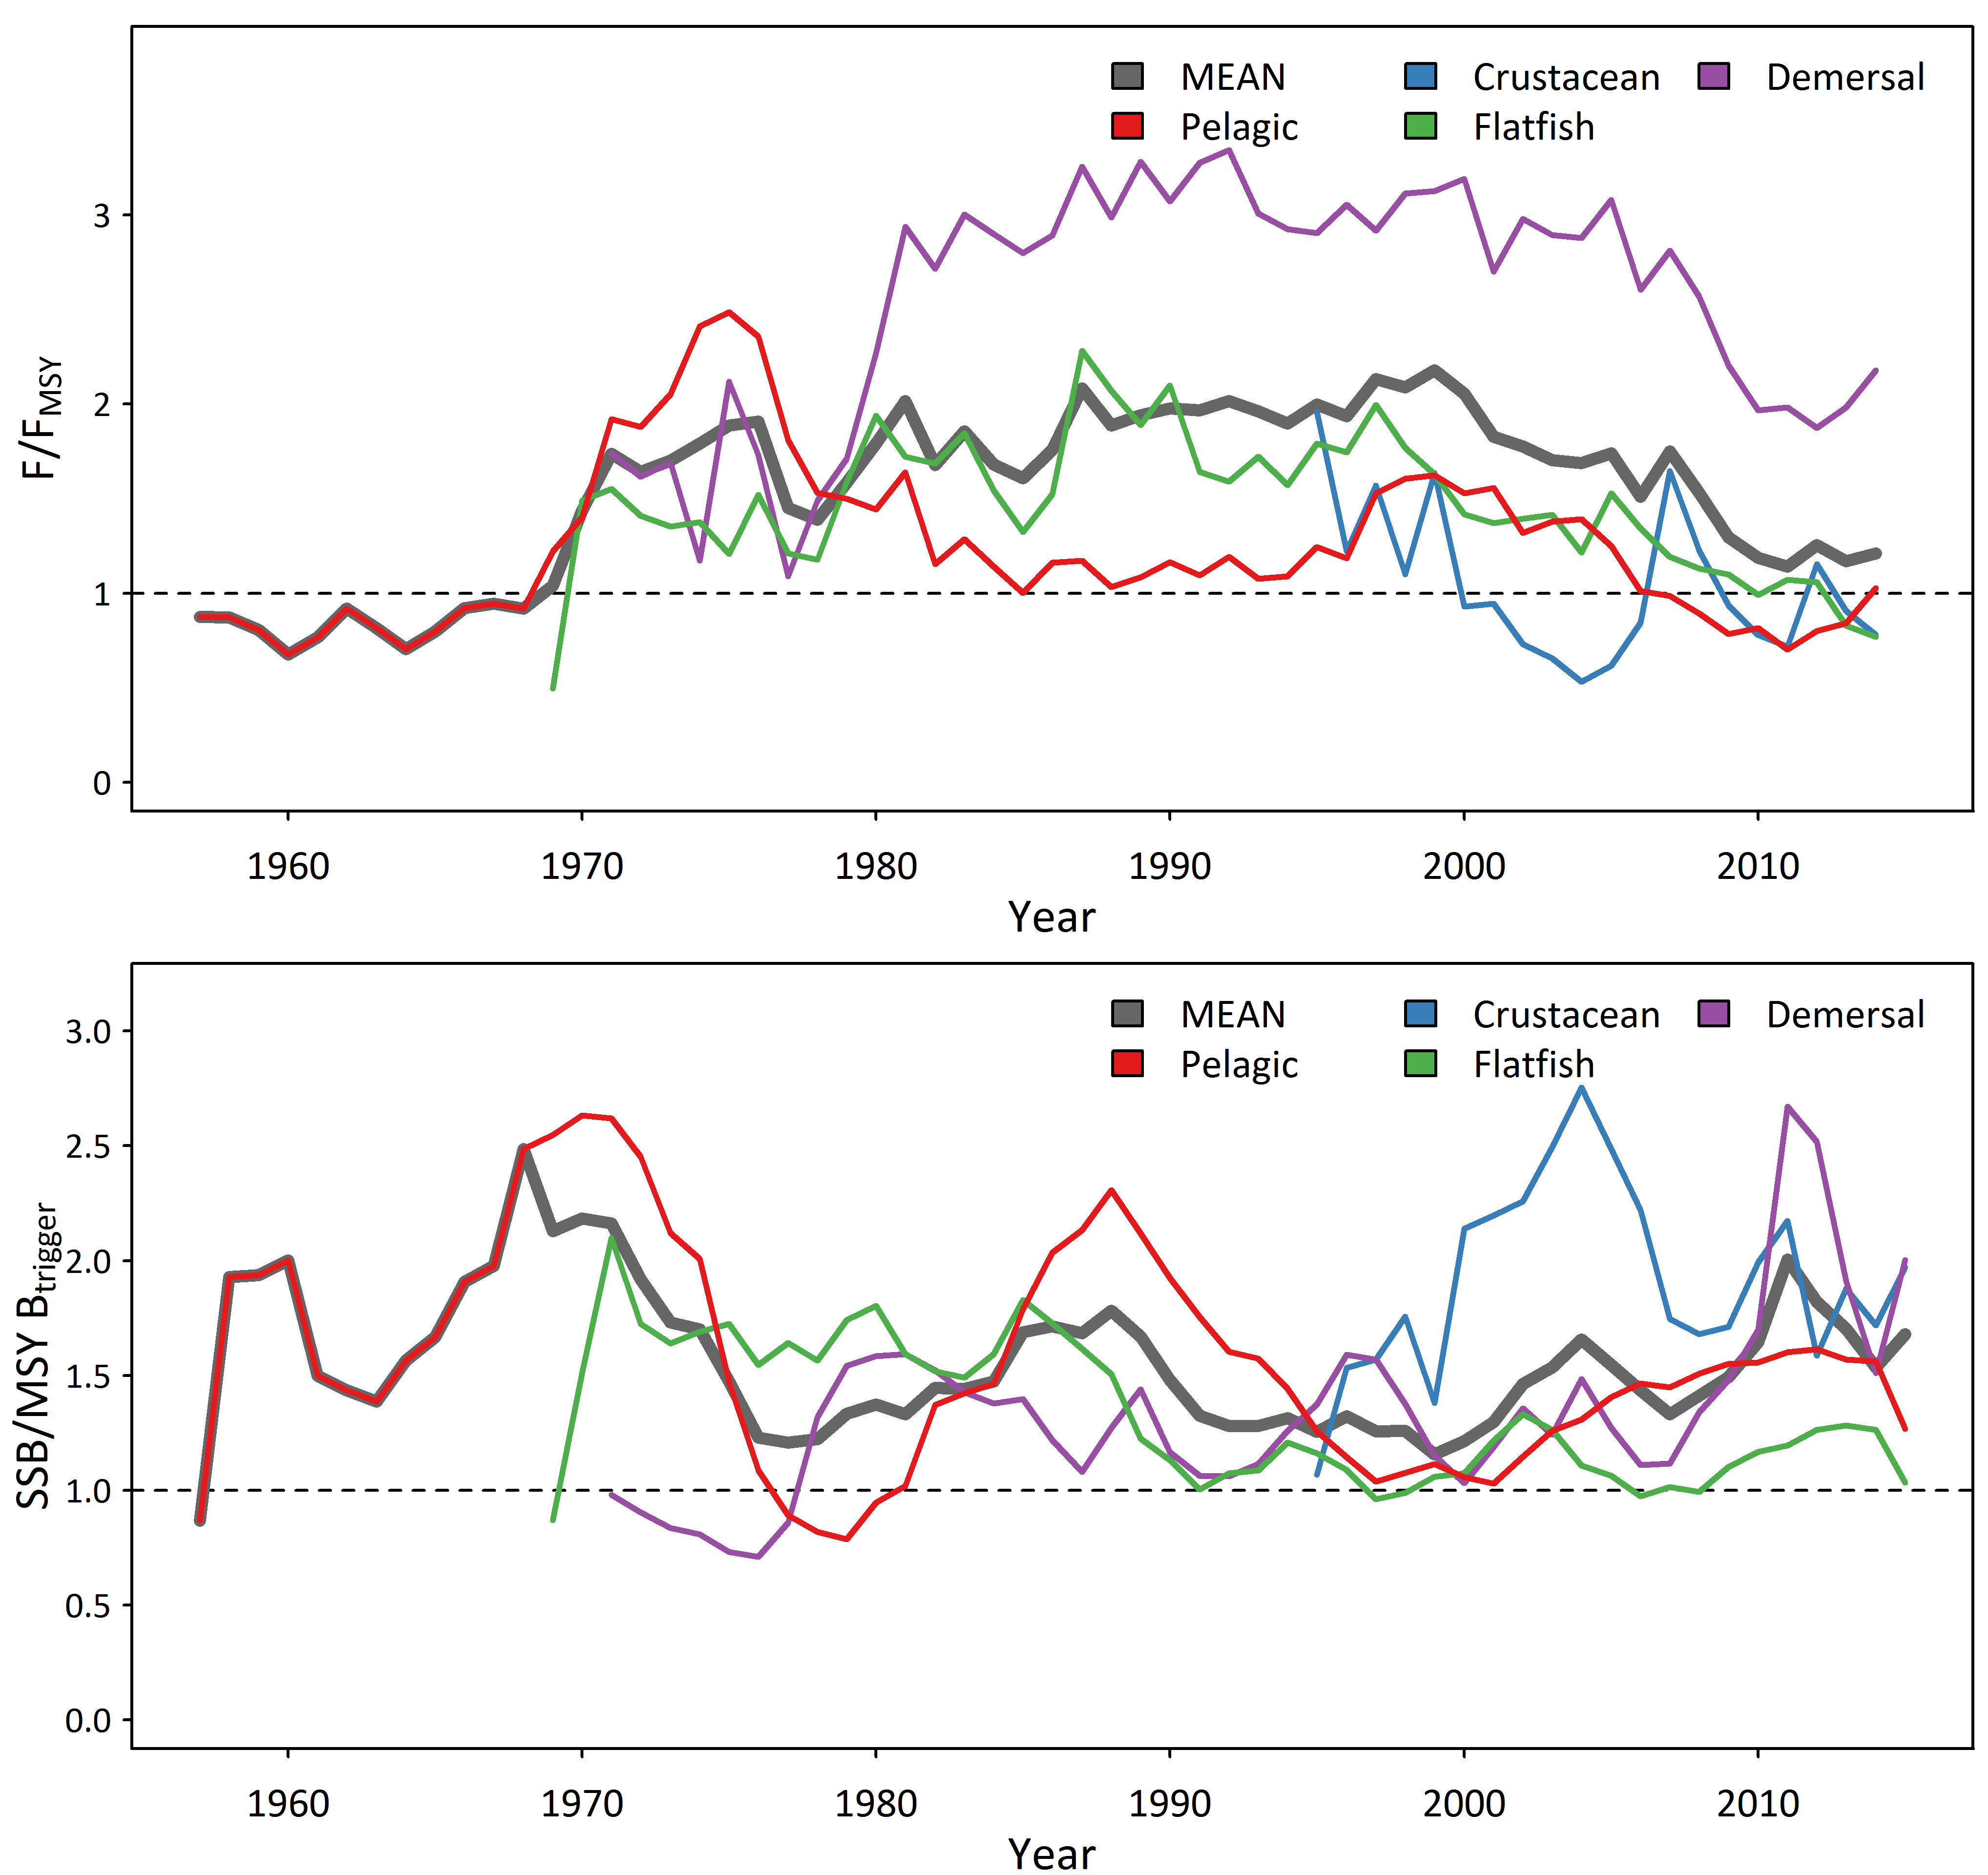 MEAN Crustacean Demersal
Pelagic Flatfish
F/FMSY
3
2
1
0
1960 1970 1980 1990 2000 2010
Year
MEAN Crustacean Demersal
Pelagic Flatfish
SSB/MSY Btrigger
3.0
2.5
2.0
1.5
1.0
0.5
0.0
1960 1970 1980 1990 2000 2010
Year